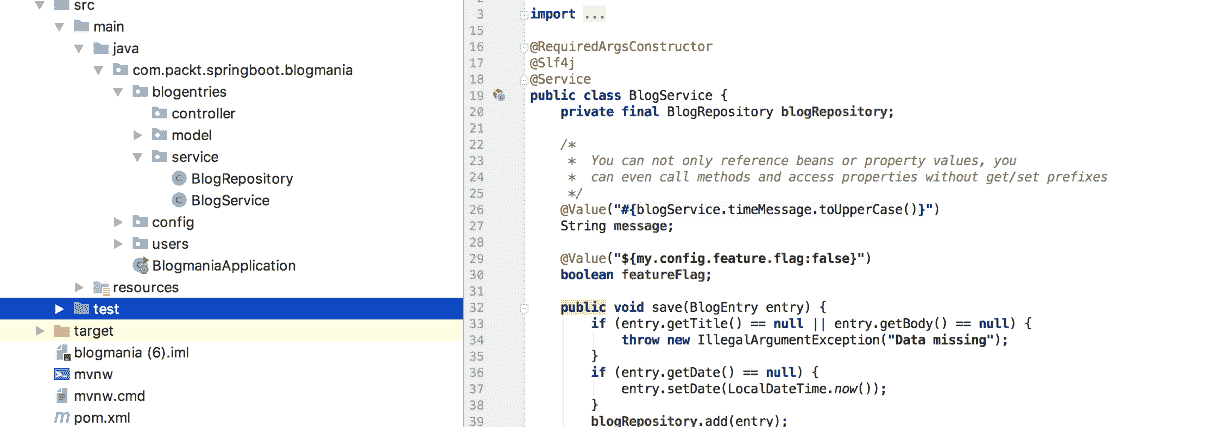 src
main
java
com.packt.springboot.blogmania
blogentries
controller
model
service
BlogRepository
BlogService
config
users
BlogmaniaApplication
resources
test
target
blogmania (6).iml
mvnw
mvnw.cmd
pom.xml
3 import ...
15
16 @RequiredArgsConstructor
17 @Slf4j
18 @Service
19 public class BlogService {
20 private final BlogRepository blogRepository;
21
22 /*
23 * You can not only reference beans or property values, you
24 * can even call methods and access properties without get/set prefixes
25 */
26 @Value("#{blogService.timeMessage.toUpperCase()}")
27 String message;
28
29 @Value("${my.config.feature.flag:false}")
30 boolean featureFlag;
31
32 public void save(BlogEntry entry) {
33 if (entry.getTitle() == null || entry.getBody() == null) {
34 throw new IllegalArgumentException("Data missing");
35 }
36 if (entry.getDate() == null) {
37 entry.setDate(LocalDateTime.now());
38 }
39 blogRepository.add(entry);